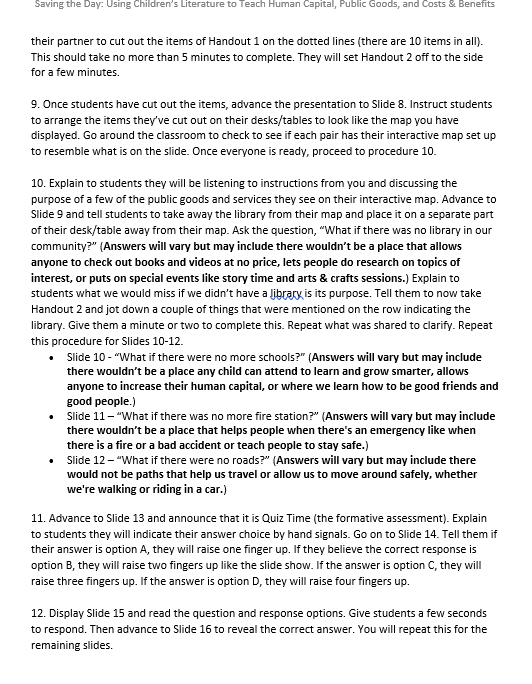 Saving the Day: Using Children's Literature to Teach Human Capital, Public Goods, and Costs & Benefits
their partner to cut out the items of Handout 1 on the dotted lines (there are 10 items in all).
This should take no more than 5 minutes to complete. They will set Handout 2 off to the side
for a few minutes.
9. Once students have cut out the items, advance the presentation to Slide 8. Instruct students
to arrange the items they've cut out on their desks/tables to look like the map you have
displayed. Go around the classroom to check to see if each pair has their interactive map set up
to resemble what is on the slide. Once everyone is ready, proceed to procedure 10.
10. Explain to students they will be listening to instructions from you and discussing the
purpose of a few of the public goods and services they see on their interactive map. Advance to
Slide 9 and tell students to take away the library from their map and place it on a separate part
of their desk/table away from their map. Ask the question, "What if there was no library in our
community?" (Answers will vary but may include there wouldn't be a place that allows
anyone to check out books and videos at no price, lets people do research on topics of
interest, or puts on special events like story time and arts & crafts sessions.) Explain to
students what we would miss if we didn't have a library is its purpose. Tell them to now take
Handout 2 and jot down a couple of things that were mentioned on the row indicating the
library. Give them a minute or two to complete this. Repeat what was shared to clarify. Repeat
this procedure for Slides 10-12.
• Slide 10 - "What if there were no more schools?" (Answers will vary but may include
there wouldn't be a place any child can attend to learn and grow smarter, allows
anyone to increase their human capital, or where we learn how to be good friends and
good people.)
• Slide 11 – "What if there was no more fire station?" (Answers will vary but may include
there wouldn't be a place that helps people when there's an emergency like when
there is a fire or a bad accident or teach people to stay safe.)
• Slide 12 – "What if there were no roads?" (Answers will vary but may include there
would not be paths that help us travel or allow us to move around safely, whether
we're walking or riding in a car.)
11. Advance to Slide 13 and announce that it is Quiz Time (the formative assessment). Explain
to students they will indicate their answer choice by hand signals. Go on to Slide 14. Tell them if
their answer is option A, they will raise one finger up. If they believe the correct response is
option B, they will raise two fingers up like the slide show. If the answer is option C, they will
raise three fingers up. If the answer is option D, they will raise four fingers up.
12. Display Slide 15 and read the question and response options. Give students a few seconds
to respond. Then advance to Slide 16 to reveal the correct answer. You will repeat this for the
remaining slides.